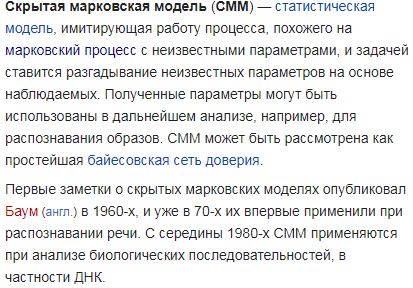 Скрытая марковская модель (СММ) — статистическая
модель, имитирующая работу процесса, похожего на
марковский процесс с неизвестными параметрами, и задачей
ставится разгадывание неизвестных параметров на основе
наблюдаемых. Полученные параметры могут быть
использованы в дальнейшем анализе, например, для
распознавания образов. СММ может быть рассмотрена как
простейшая байесовская сеть доверия.
Первые заметки о скрытых марковских моделях опубликовал
Баум (англ.) в 1960-х, и уже в 70-х их впервые применили при
распознавании речи. С середины 1980-х СММ применяются
при анализе биологических последовательностей, в
частности ДНК.